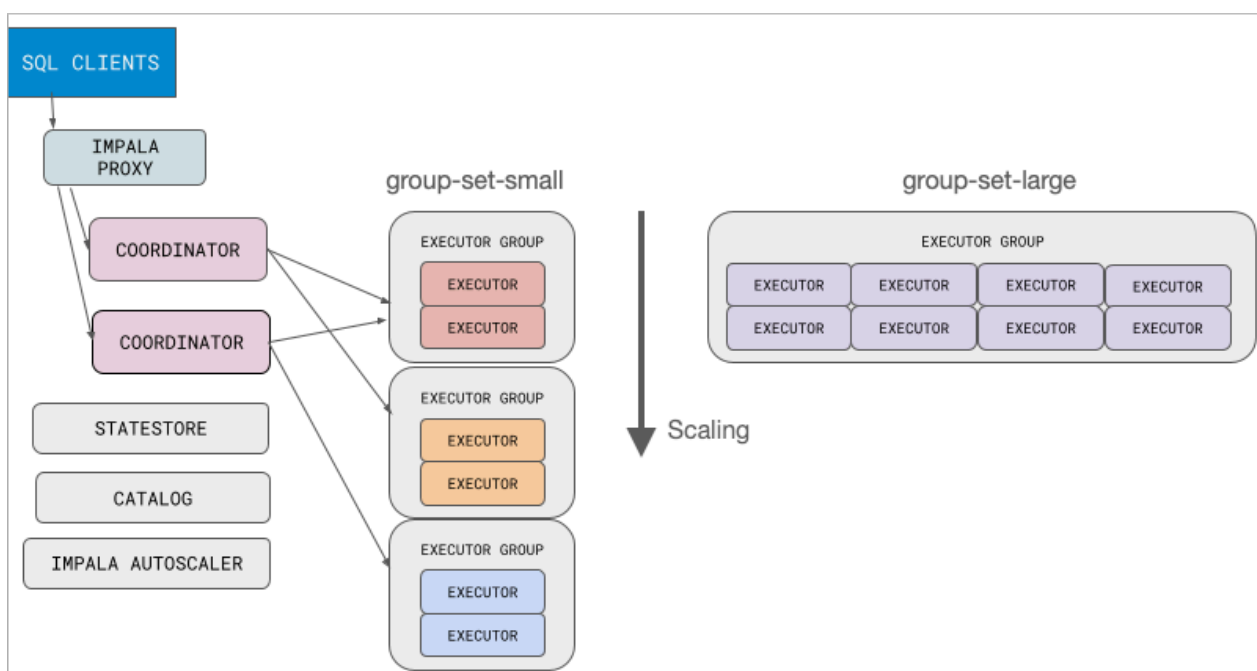 SQL CLIENTS
IMPALA
PROXY
COORDINATOR
COORDINATOR
STATESTORE
CATALOG
IMPALA AUTOSCALER
group-set-small
EXECUTOR GROUP
EXECUTOR
EXECUTOR
EXECUTOR GROUP
EXECUTOR
EXECUTOR
EXECUTOR GROUP
EXECUTOR
EXECUTOR
Scaling
group-set-large
EXECUTOR GROUP
EXECUTOR EXECUTOR EXECUTOR EXECUTOR
EXECUTOR EXECUTOR EXECUTOR EXECUTOR